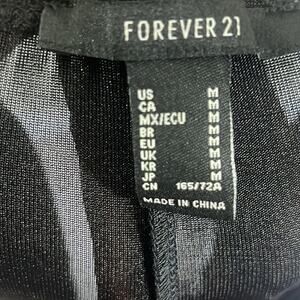 FOREVER 21
US M
CA M
MX/ECU M
BR M
EU M
UK M
KR M
JP M
CN 165/72A
MADE IN CHINA